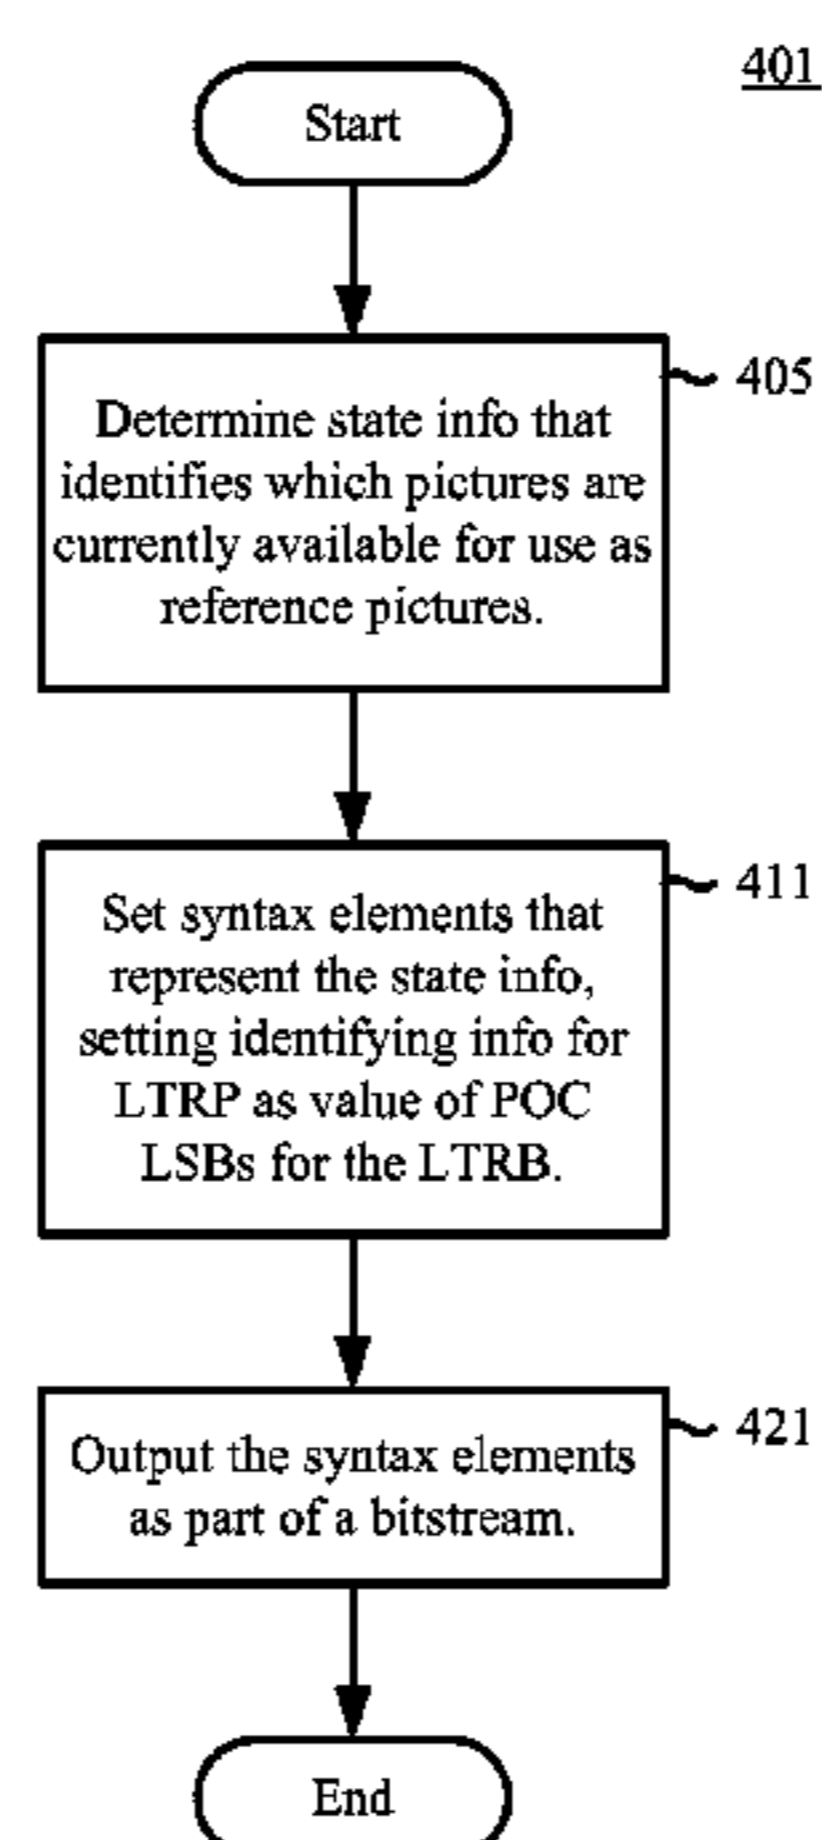 401
Start
405
Determine state info that
identifies which pictures are
currently available for use as
reference pictures.
411
Set syntax elements that
represent the state info,
setting identifying info for
LTRP as value of POC
LSBs for the LTRB.
421
Output the syntax elements
as part of a bitstream.
End